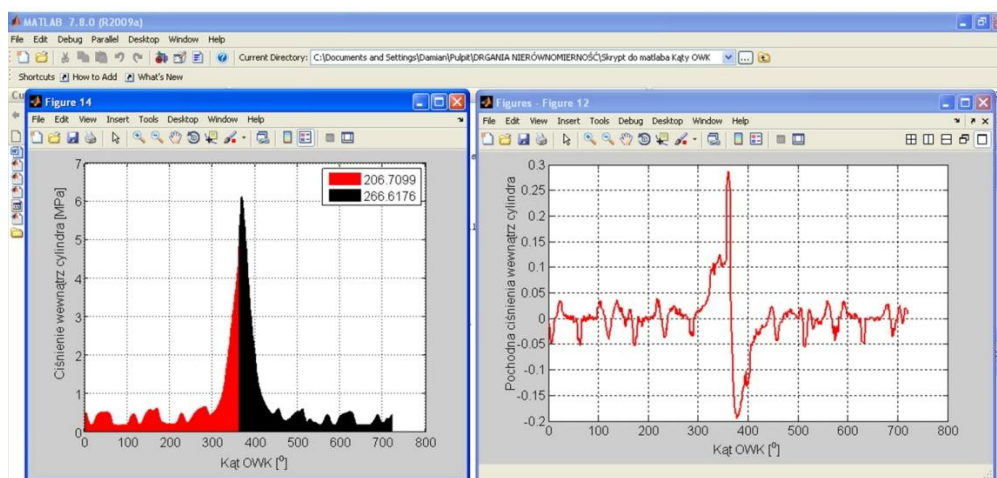 MATLAB 7.8.0 (R2009a)
File Edit Debug Parallel Desktop Window Help
Current Directory: C:\Documents and Settings\Damian\Pulpit\DRGANIA NIERÓWNOMIERNOŚĆ\Skrypt do matlaba Kąty OWK
Shortcuts How to Add What's New
Figure 14
File Edit View Insert Tools Desktop Window Help
Ciśnienie wewnątrz cylindra [MPa]
7
6
5
4
3
2
1
0
206.7099
266.6176
0 100 200 300 400 500 600 700 800
Kąt OWK [º]
Figures - Figure 12
File Edit View Insert Tools Debug Desktop Window Help
Pochodna ciśnienia wewnątrz cylindra
0.3
0.25
0.2
0.15
0.1
0.05
0
-0.05
-0.1
-0.15
-0.2
0 100 200 300 400 500 600 700 800
Kąt OWK [º]